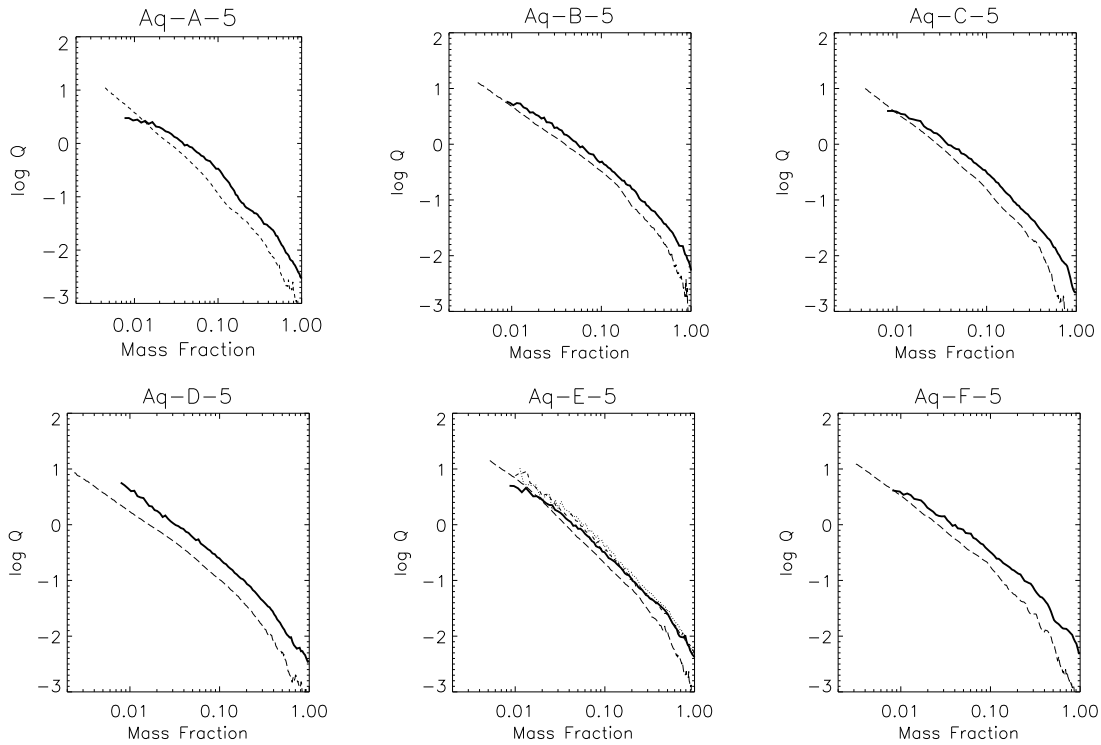 Aq-A-5
2
1
0
-1
-2
-3
log Q
0.01 0.10 1.00
Mass Fraction
Aq-B-5
2
1
0
-1
-2
-3
log Q
0.01 0.10 1.00
Mass Fraction
Aq-C-5
2
1
0
-1
-2
-3
log Q
0.01 0.10 1.00
Mass Fraction
Aq-D-5
2
1
0
-1
-2
-3
log Q
0.01 0.10 1.00
Mass Fraction
Aq-E-5
2
1
0
-1
-2
-3
log Q
0.01 0.10 1.00
Mass Fraction
Aq-F-5
2
1
0
-1
-2
-3
log Q
0.01 0.10 1.00
Mass Fraction